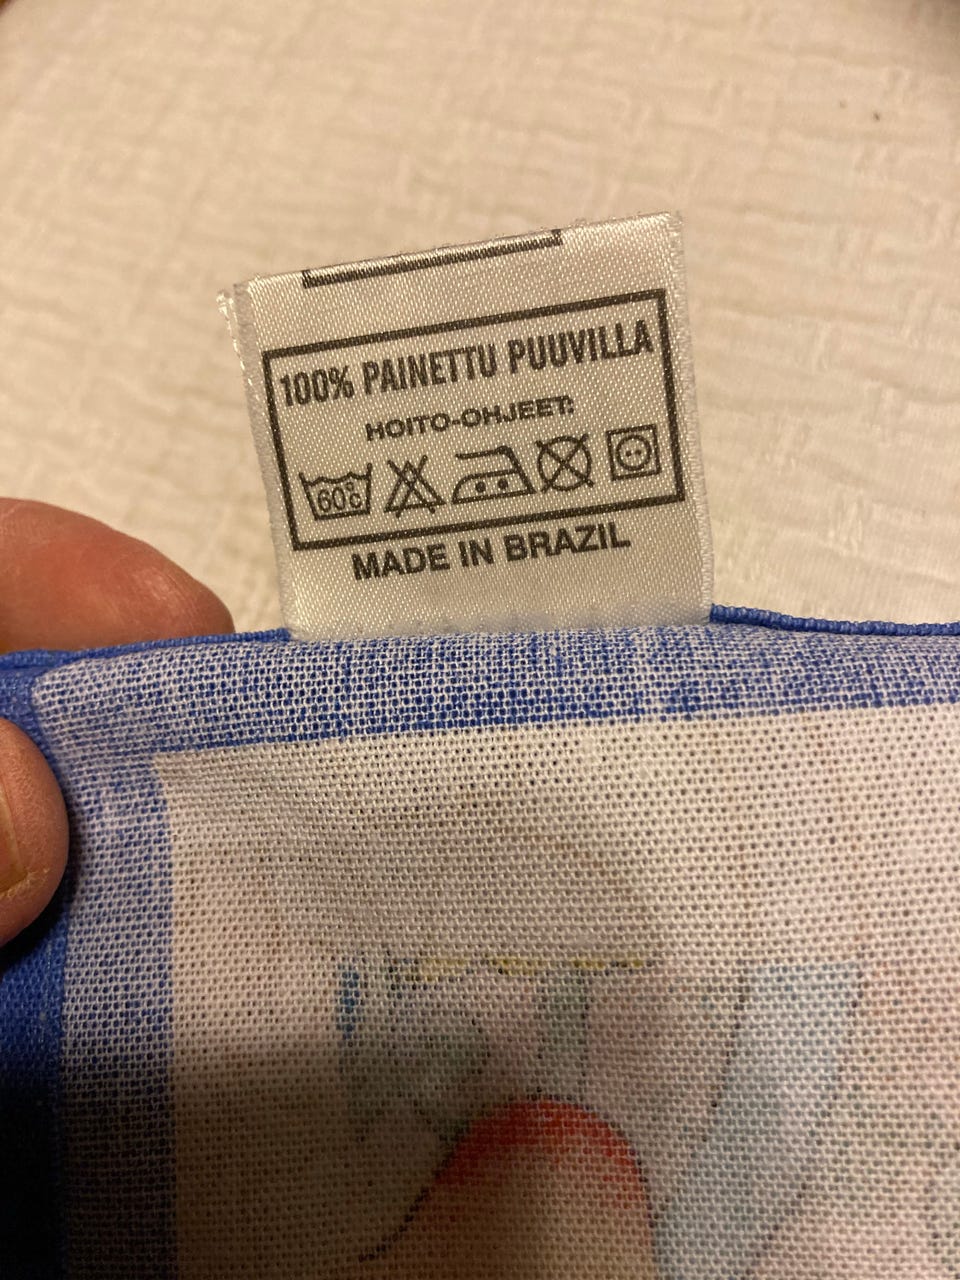 100% PAINETTU PUUVILLA
HOITO-OHJEET:
60°C
MADE IN BRAZIL